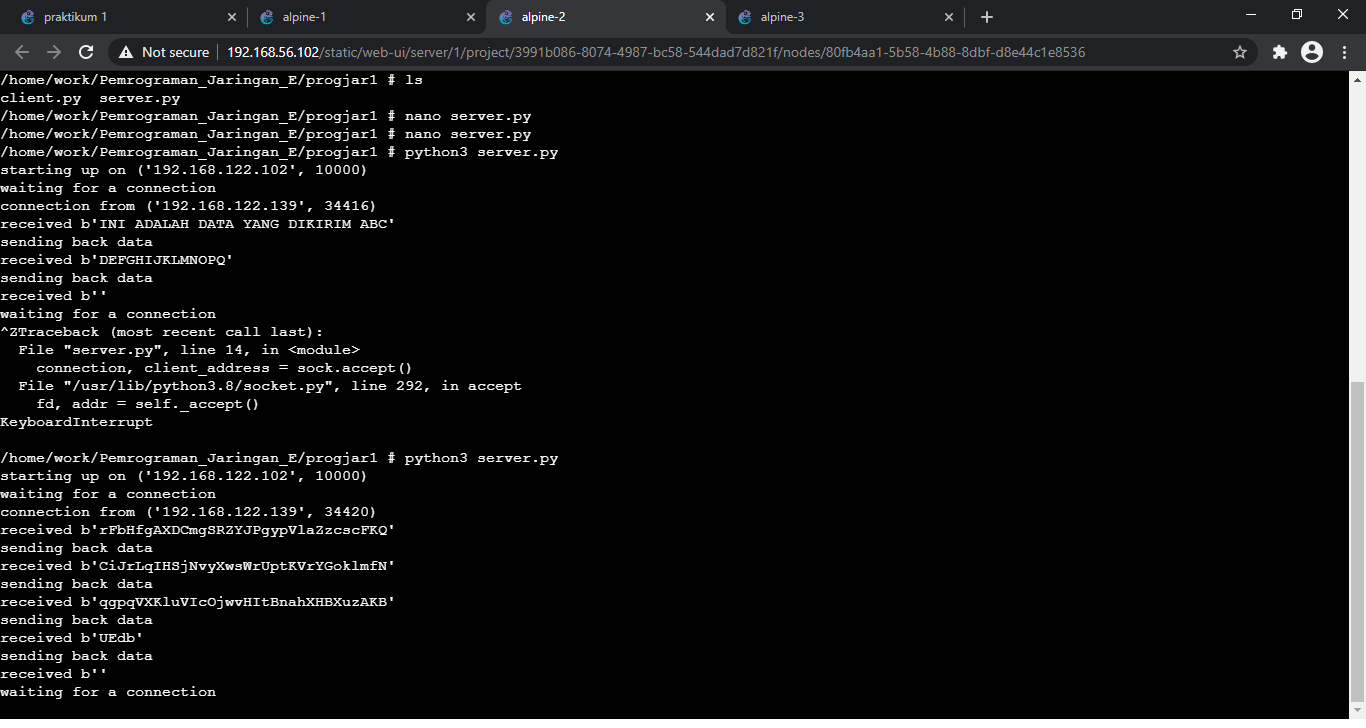 praktikum 1
alpine-1
alpine-2
alpine-3
Not secure
192.168.56.102/static/web-ui/server/1/project/3991b086-8074-4987-bc58-544dad7d821f/nodes/80fb4aa1-5b58-4b88-8dbf-d8e44c1e8536
/home/work/Pemrograman_Jaringan_E/progjar1 # ls
client.py  server.py
/home/work/Pemrograman_Jaringan_E/progjar1 # nano server.py
/home/work/Pemrograman_Jaringan_E/progjar1 # nano server.py
/home/work/Pemrograman_Jaringan_E/progjar1 # python3 server.py
starting up on ('192.168.122.102', 10000)
waiting for a connection
connection from ('192.168.122.139', 34416)
received b'INI ADALAH DATA YANG DIKIRIM ABC'
sending back data
received b'DEFGHIJKLMNOPQ'
sending back data
received b''
waiting for a connection
^ZTraceback (most recent call last):
  File "server.py", line 14, in <module>
    connection, client_address = sock.accept()
  File "/usr/lib/python3.8/socket.py", line 292, in accept
    fd, addr = self._accept()
KeyboardInterrupt
/home/work/Pemrograman_Jaringan_E/progjar1 # python3 server.py
starting up on ('192.168.122.102', 10000)
waiting for a connection
connection from ('192.168.122.139', 34420)
received b'rFbHfgAXDCmgSRZYJPgypVlaZzcscFKQ'
sending back data
received b'CiJrLqIHSjNvyXwsWrUptKVrYGoklmfN'
sending back data
received b'qgpqVXKluVIcOjwvHItBnahXHBXuzAKB'
sending back data
received b'UEdb'
sending back data
received b''
waiting for a connection